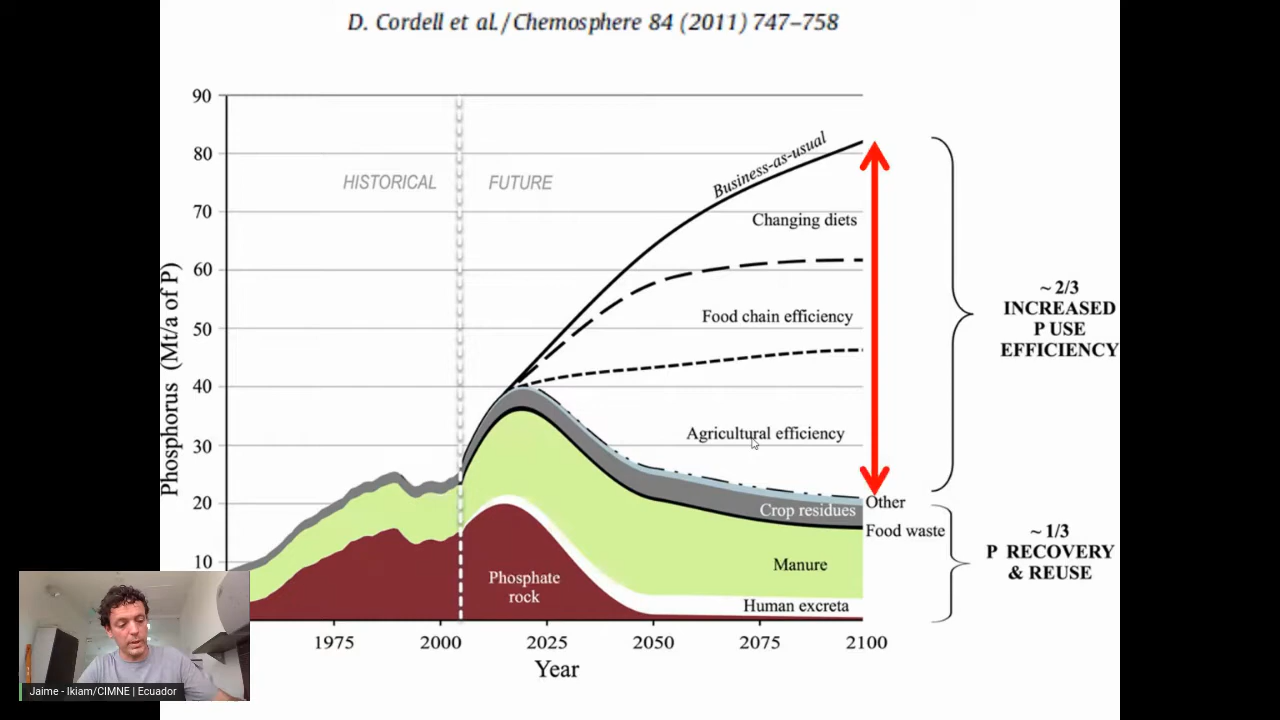 D. Cordell et al./Chemosphere 84 (2011) 747–758
90
80
70
60
50
40
30
20
10
Phosphorus (Mt/a of P)
HISTORICAL
FUTURE
Business-as-usual
Changing diets
Food chain efficiency
Agricultural efficiency
Other
Crop residues
Food waste
Manure
Human excreta
Phosphate
rock
~ 2/3
INCREASED
P USE
EFFICIENCY
~ 1/3
P RECOVERY
& REUSE
1975
2000
2025
2050
2075
2100
Year
Jaime - Ikiam/CIMNE | Ecuador